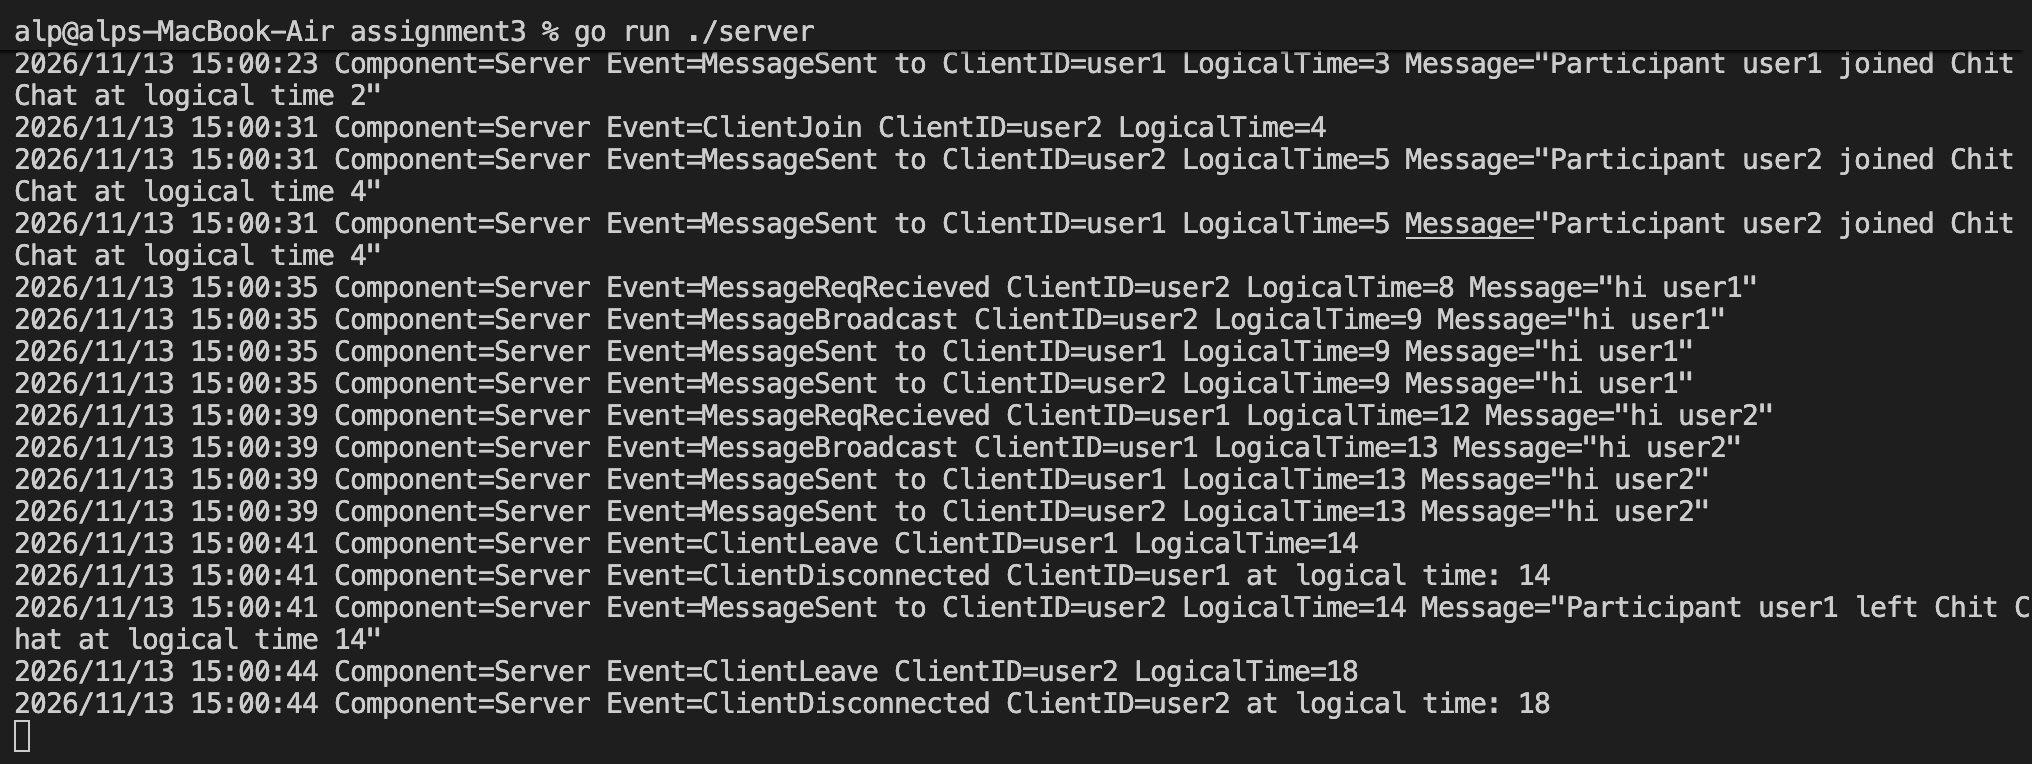 alp@alps-MacBook-Air assignment3 % go run ./server
2026/11/13 15:00:23 Component=Server Event=MessageSent to ClientID=user1 LogicalTime=3 Message="Participant user1 joined Chit
Chat at logical time 2"
2026/11/13 15:00:31 Component=Server Event=ClientJoin ClientID=user2 LogicalTime=4
2026/11/13 15:00:31 Component=Server Event=MessageSent to ClientID=user2 LogicalTime=5 Message="Participant user2 joined Chit
Chat at logical time 4"
2026/11/13 15:00:31 Component=Server Event=MessageSent to ClientID=user1 LogicalTime=5 Message="Participant user2 joined Chit
Chat at logical time 4"
2026/11/13 15:00:35 Component=Server Event=MessageReqRecieved ClientID=user2 LogicalTime=8 Message="hi user1"
2026/11/13 15:00:35 Component=Server Event=MessageBroadcast ClientID=user2 LogicalTime=9 Message="hi user1"
2026/11/13 15:00:35 Component=Server Event=MessageSent to ClientID=user1 LogicalTime=9 Message="hi user1"
2026/11/13 15:00:35 Component=Server Event=MessageSent to ClientID=user2 LogicalTime=9 Message="hi user1"
2026/11/13 15:00:39 Component=Server Event=MessageReqRecieved ClientID=user1 LogicalTime=12 Message="hi user2"
2026/11/13 15:00:39 Component=Server Event=MessageBroadcast ClientID=user1 LogicalTime=13 Message="hi user2"
2026/11/13 15:00:39 Component=Server Event=MessageSent to ClientID=user1 LogicalTime=13 Message="hi user2"
2026/11/13 15:00:39 Component=Server Event=MessageSent to ClientID=user2 LogicalTime=13 Message="hi user2"
2026/11/13 15:00:41 Component=Server Event=ClientLeave ClientID=user1 LogicalTime=14
2026/11/13 15:00:41 Component=Server Event=ClientDisconnected ClientID=user1 at logical time: 14
2026/11/13 15:00:41 Component=Server Event=MessageSent to ClientID=user2 LogicalTime=14 Message="Participant user1 left Chit C
hat at logical time 14"
2026/11/13 15:00:44 Component=Server Event=ClientLeave ClientID=user2 LogicalTime=18
2026/11/13 15:00:44 Component=Server Event=ClientDisconnected ClientID=user2 at logical time: 18